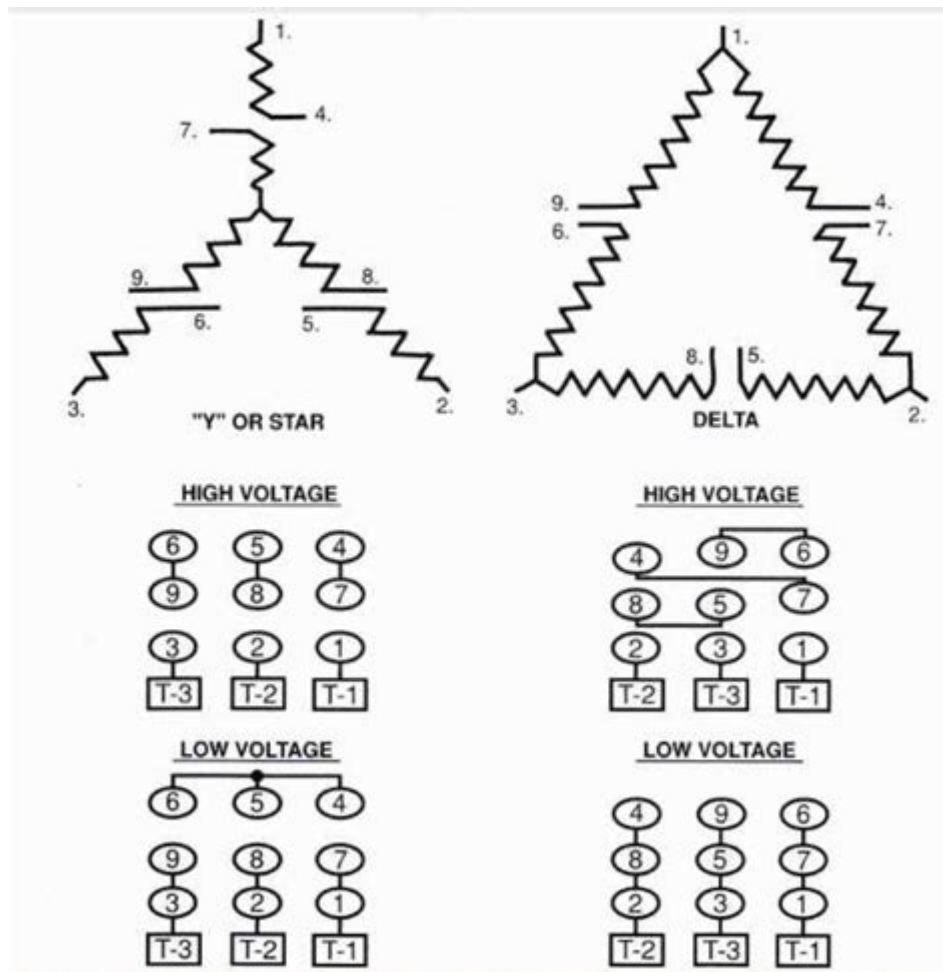 1. 1.
4.
7.
9. 4.
6. 7.
9. 8.
6. 5.
8. 5.
3. 2. 3. 2.
"Y" OR STAR DELTA
HIGH VOLTAGE HIGH VOLTAGE
6 5 4 4 9 6
9 8 7 8 5 7
3 2 1 2 3 1
T-3 T-2 T-1 T-2 T-3 T-1
LOW VOLTAGE LOW VOLTAGE
6 5 4 4 9 6
9 8 7 8 5 7
3 2 1 2 3 1
T-3 T-2 T-1 T-2 T-3 T-1